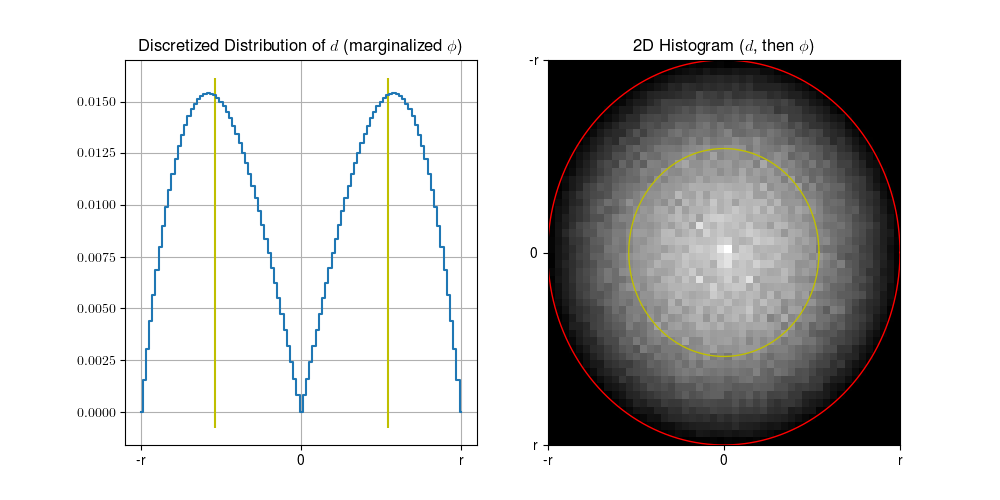 Discretized Distribution of d (marginalized ϕ)
0.0150
0.0125
0.0100
0.0075
0.0050
0.0025
0.0000
-r 0 r
2D Histogram (d, then ϕ)
-r
0
r
-r 0 r